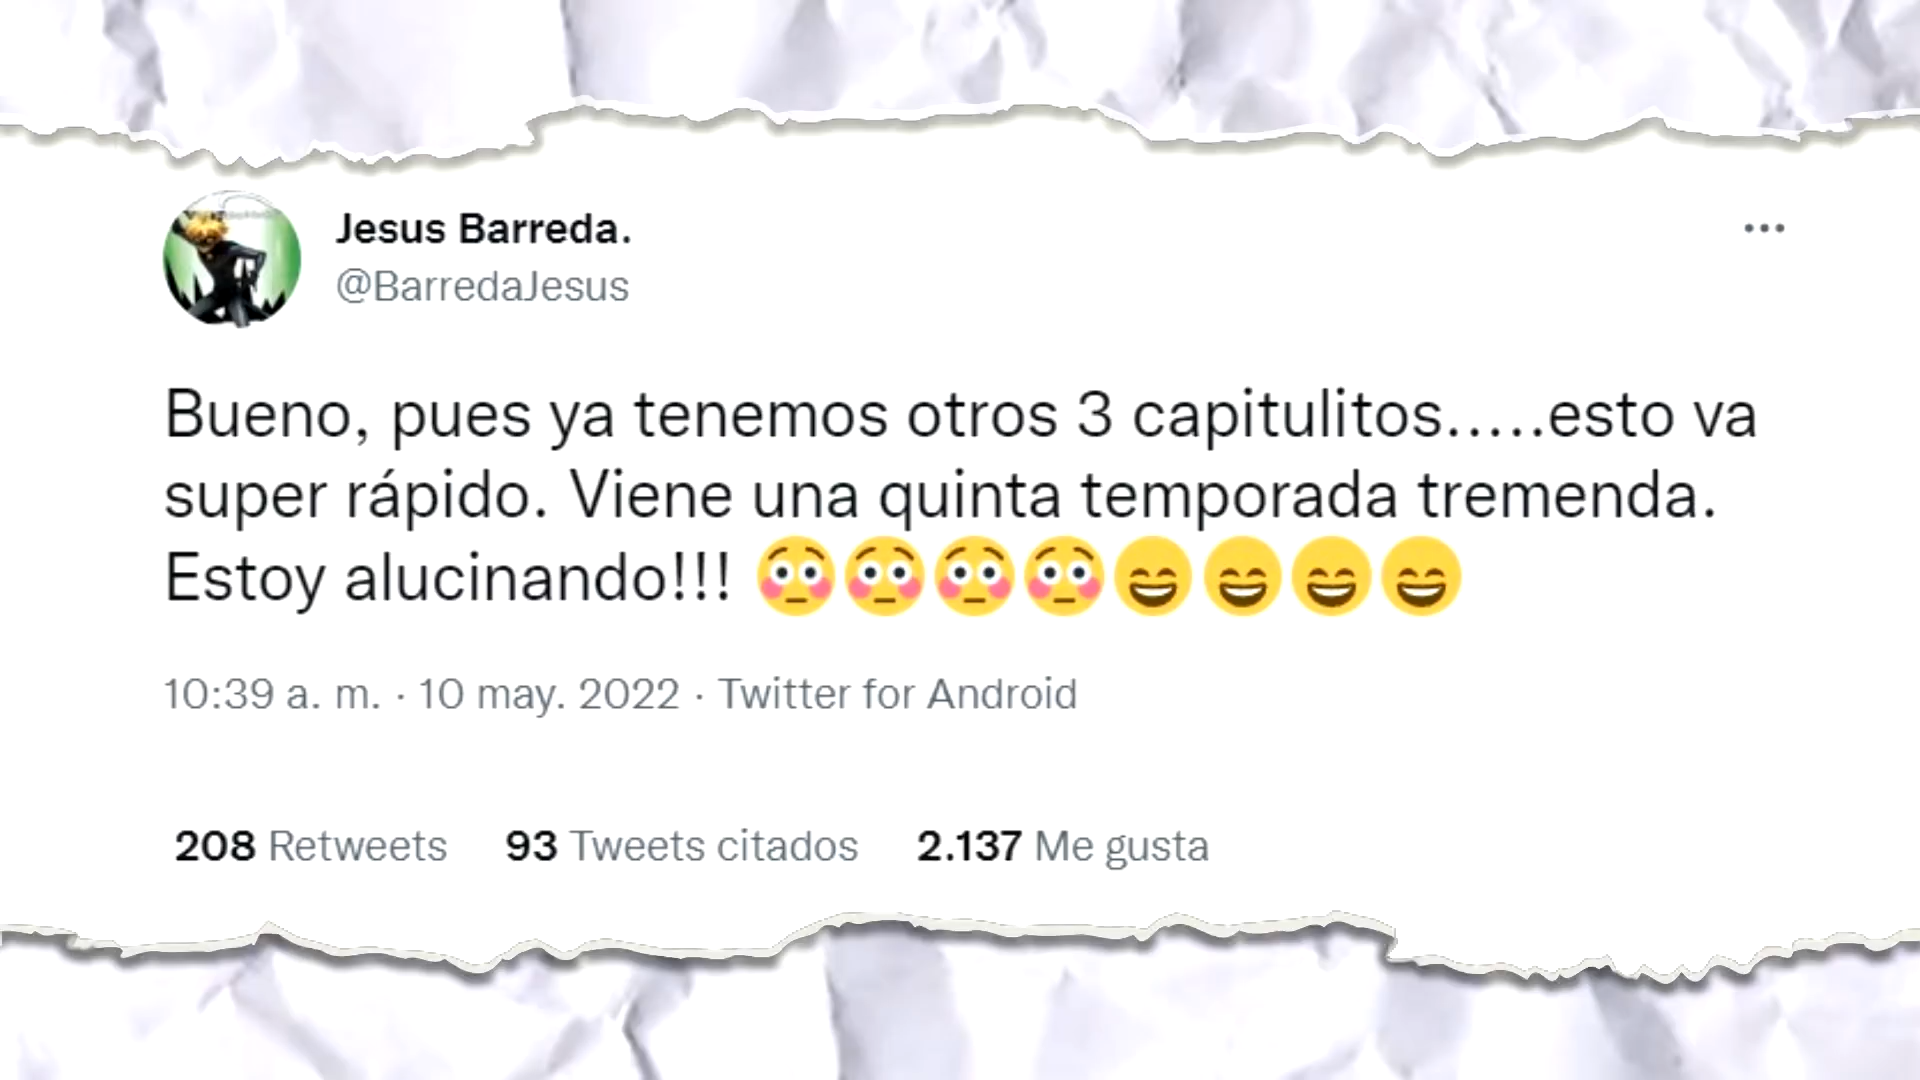 Jesus Barreda.
@BarredaJesus
Bueno, pues ya tenemos otros 3 capitulitos.....esto va
super rápido. Viene una quinta temporada tremenda.
Estoy alucinando!!! 😳😳😳😳😄😄😄😄
10:39 a. m. · 10 may. 2022 · Twitter for Android
208 Retweets 93 Tweets citados 2.137 Me gusta